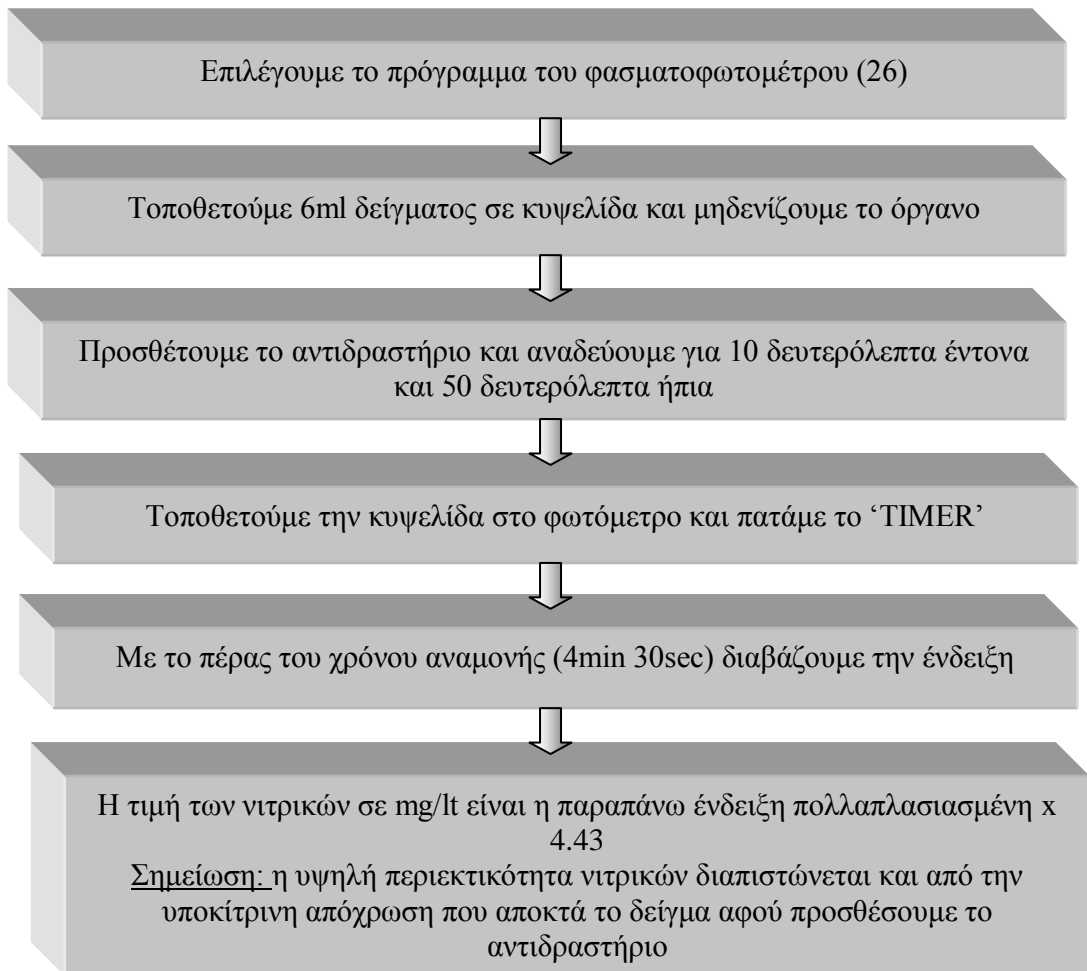 Επιλέγουμε το πρόγραμμα του φασματοφωτομέτρου (26)
Τοποθετούμε 6ml δείγματος σε κυψελίδα και μηδενίζουμε το όργανο
Προσθέτουμε το αντιδραστήριο και αναδεύουμε για 10 δευτερόλεπτα έντονα
και 50 δευτερόλεπτα ήπια
Τοποθετούμε την κυψελίδα στο φωτόμετρο και πατάμε το ‘TIMER’
Με το πέρας του χρόνου αναμονής (4min 30sec) διαβάζουμε την ένδειξη
Η τιμή των νιτρικών σε mg/lt είναι η παραπάνω ένδειξη πολλαπλασιασμένη x
4.43
Σημείωση: η υψηλή περιεκτικότητα νιτρικών διαπιστώνεται και από την
υποκίτρινη απόχρωση που αποκτά το δείγμα αφού προσθέσουμε το
αντιδραστήριο